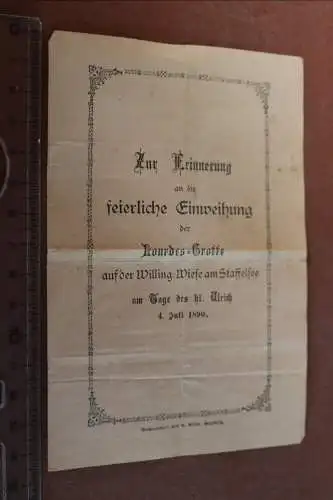 Zur Erinnerung
an die
feierliche Einweihung
der
Lourdes-Grotte
auf der Willing-Wiese am Staffelsee
am Tage des hl. Ulrich
4. Juli 1890.